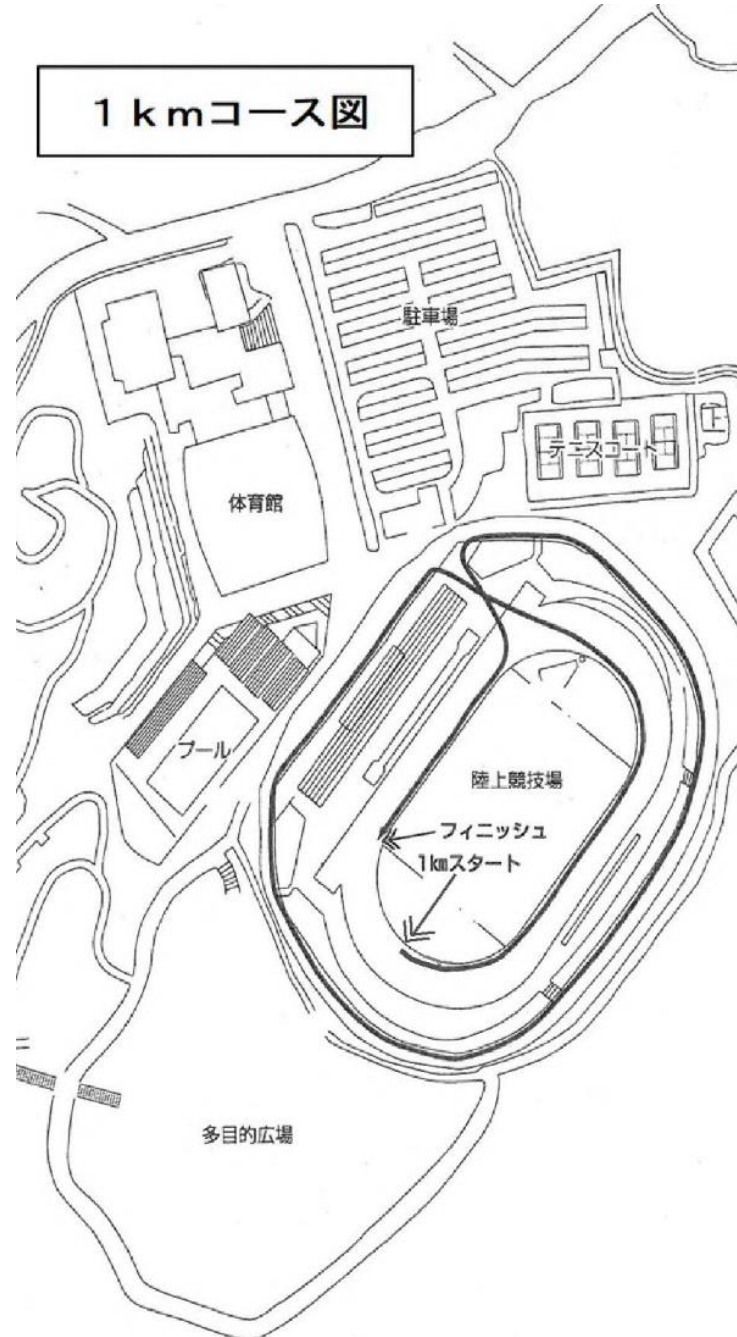 １ｋｍコース図
駐車場
テニスコート
体育館
プール
陸上競技場
フィニッシュ
1㎞スタート
多目的広場